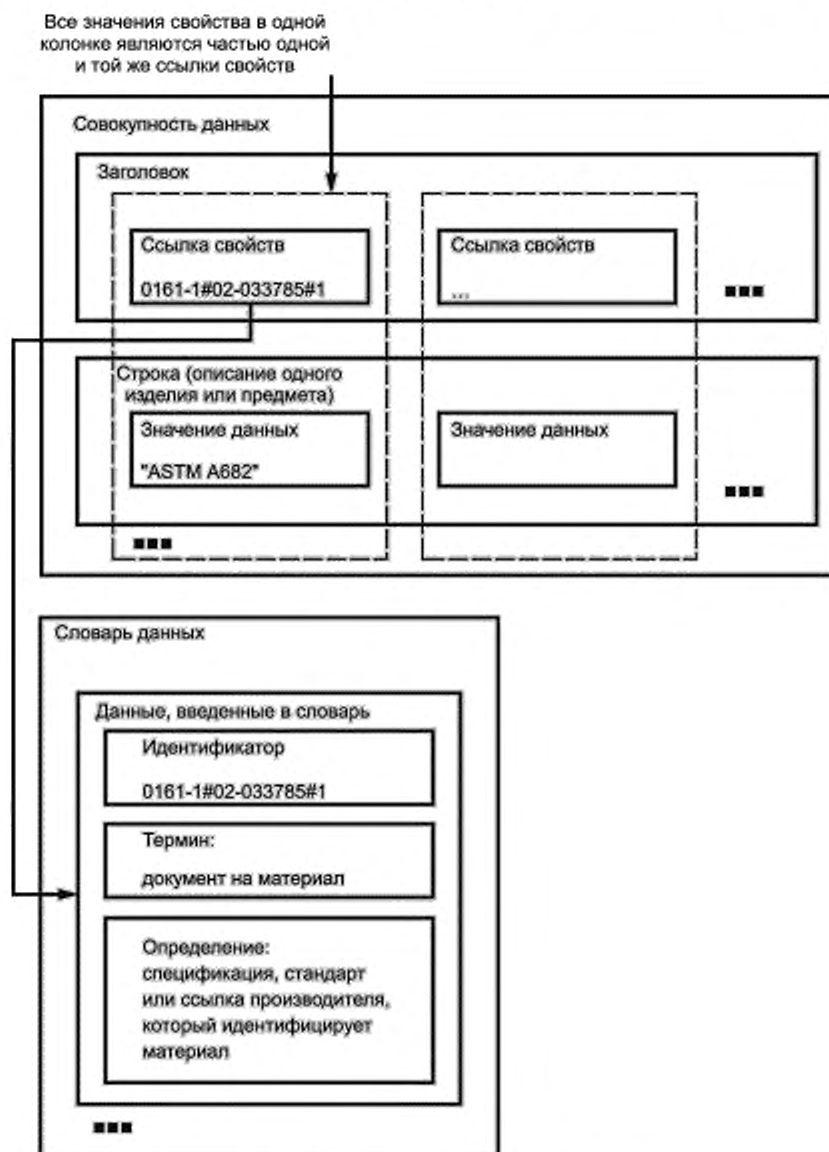 Все значения свойства в одной
колонке являются частью одной
и той же ссылки свойств
Совокупность данных
Заголовок
Ссылка свойств
0161-1#02-033785#1
Ссылка свойств
...
Строка (описание одного
изделия или предмета)
Значение данных
"ASTM A682"
Значение данных
Словарь данных
Данные, введенные в словарь
Идентификатор
0161-1#02-033785#1
Термин:
документ на материал
Определение:
спецификация, стандарт
или ссылка производителя,
который идентифицирует
материал